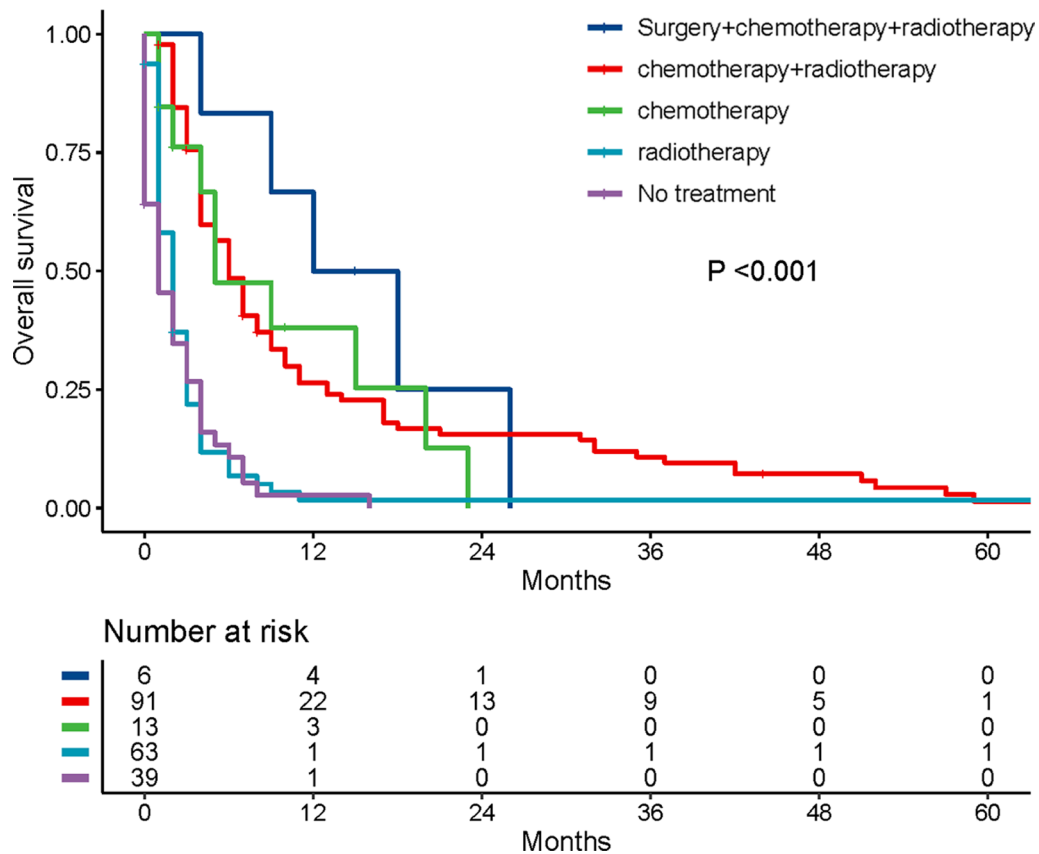 Surgery+chemotherapy+radiotherapy
chemotherapy+radiotherapy
chemotherapy
radiotherapy
No treatment
P <0.001
Overall survival
1.00
0.75
0.50
0.25
0.00
0 12 24 36 48 60
Months
Number at risk
6 4 1 0 0 0
91 22 13 9 5 1
13 3 0 0 0 0
63 1 1 1 1 1
39 1 0 0 0 0
0 12 24 36 48 60
Months